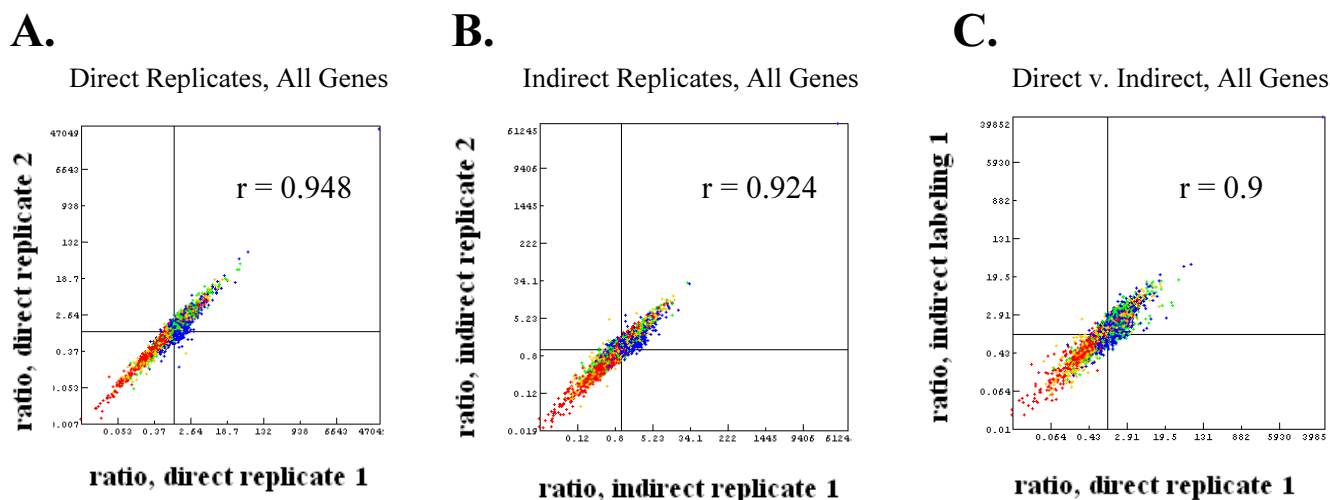 A.
Direct Replicates, All Genes
47049
6643
938
132
18.7
2.64
0.37
0.053
0.007
r = 0.948
0.053 0.37 2.64 18.7 132 938 6643 4704
ratio, direct replicate 2
ratio, direct replicate 1
B.
Indirect Replicates, All Genes
61245
9406
1445
222
34.1
5.23
0.8
0.12
0.019
r = 0.924
0.12 0.8 5.23 34.1 222 1445 9406 6124
ratio, indirect replicate 2
ratio, indirect replicate 1
C.
Direct v. Indirect, All Genes
39852
5930
882
131
19.5
2.91
0.43
0.064
0.01
r = 0.9
0.064 0.43 2.91 19.5 131 882 5930 3985
ratio, indirect labeling 1
ratio, direct replicate 1